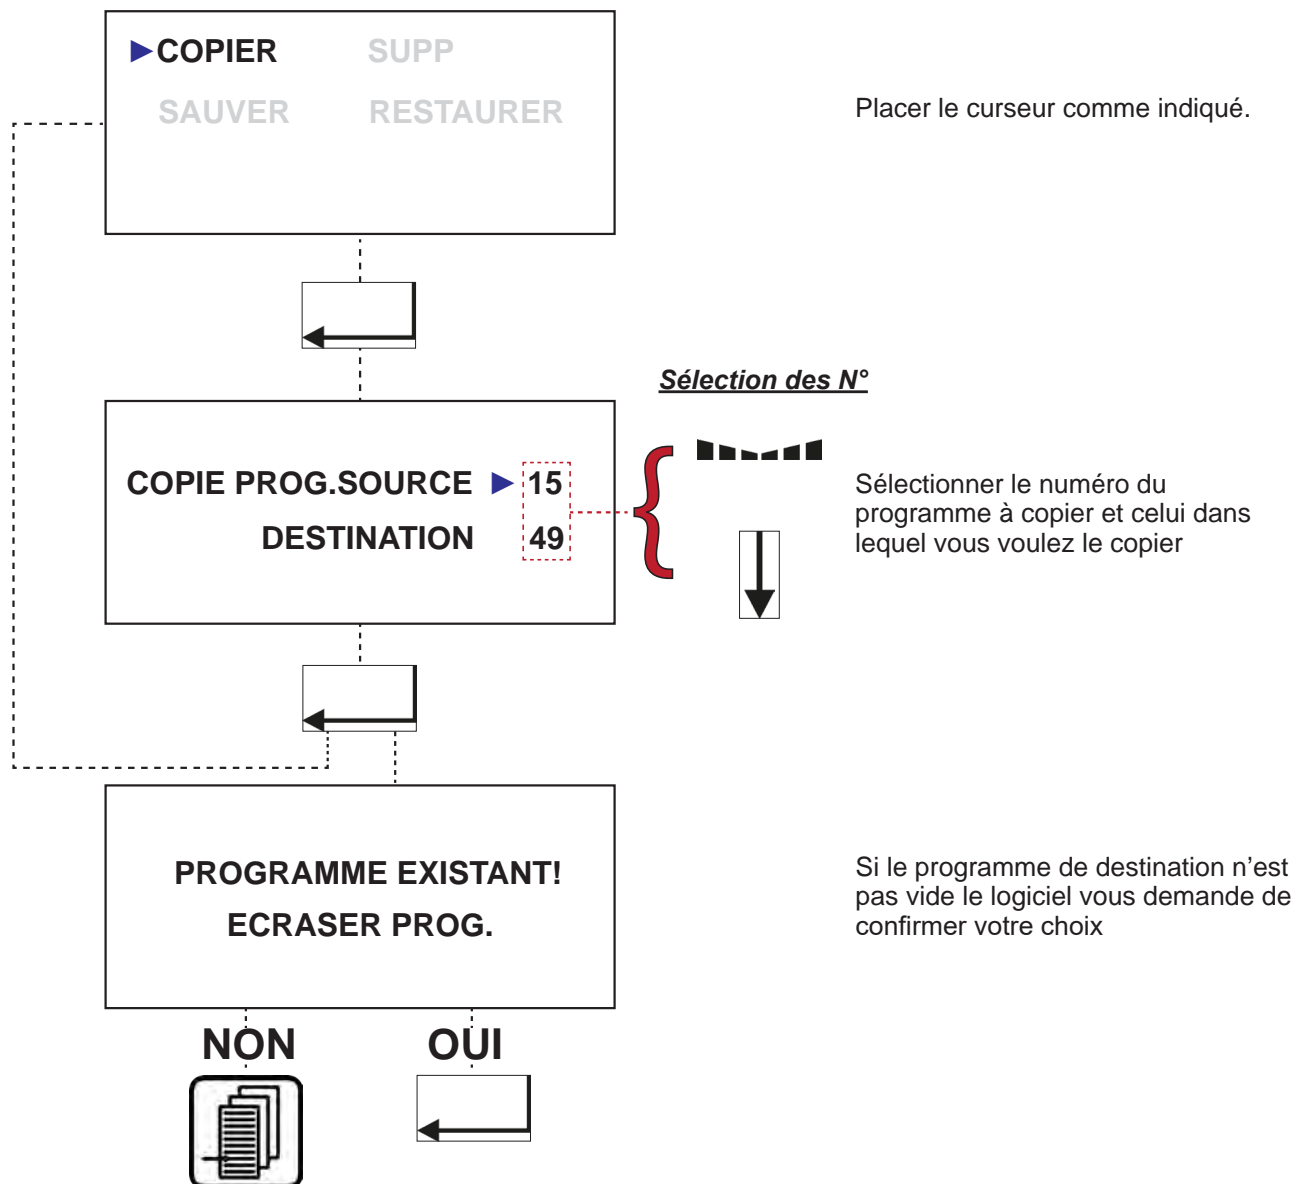 COPIER SUPP
SAUVER RESTAURER
Placer le curseur comme indiqué.
Sélection des N°
COPIE PROG.SOURCE 15
DESTINATION 49
Sélectionner le numéro du
programme à copier et celui dans
lequel vous voulez le copier
PROGRAMME EXISTANT!
ECRASER PROG.
Si le programme de destination n’est
pas vide le logiciel vous demande de
confirmer votre choix
NON OUI